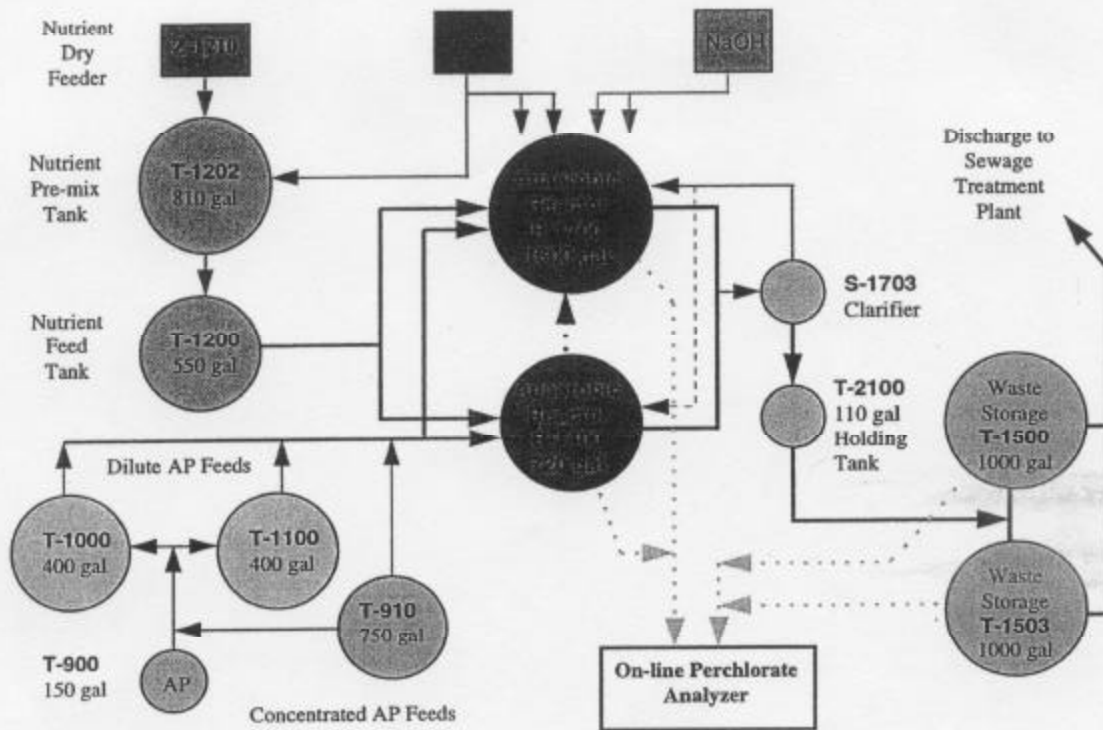 Nutrient
Dry
Feeder
NaOH
Nutrient
Pre-mix
Tank
T-1202
810 gal
Discharge to
Sewage
Treatment
Plant
S-1703
Clarifier
Nutrient
Feed
Tank
T-1200
550 gal
T-2100
110 gal
Holding
Tank
Waste
Storage
T-1500
1000 gal
Dilute AP Feeds
T-1000
400 gal
T-1100
400 gal
T-910
750 gal
Waste
Storage
T-1503
1000 gal
T-900
150 gal
AP
On-line Perchlorate
Analyzer
Concentrated AP Feeds